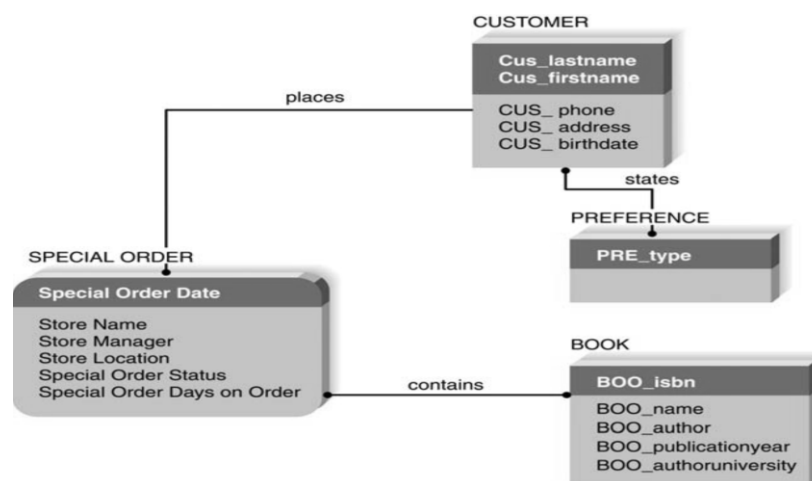 CUSTOMER
Cus_lastname
Cus_firstname
CUS_ phone
CUS_ address
CUS_ birthdate
places
states
PREFERENCE
PRE_type
SPECIAL ORDER
Special Order Date
Store Name
Store Manager
Store Location
Special Order Status
Special Order Days on Order
contains
BOOK
BOO_isbn
BOO_name
BOO_author
BOO_publicationyear
BOO_authoruniversity